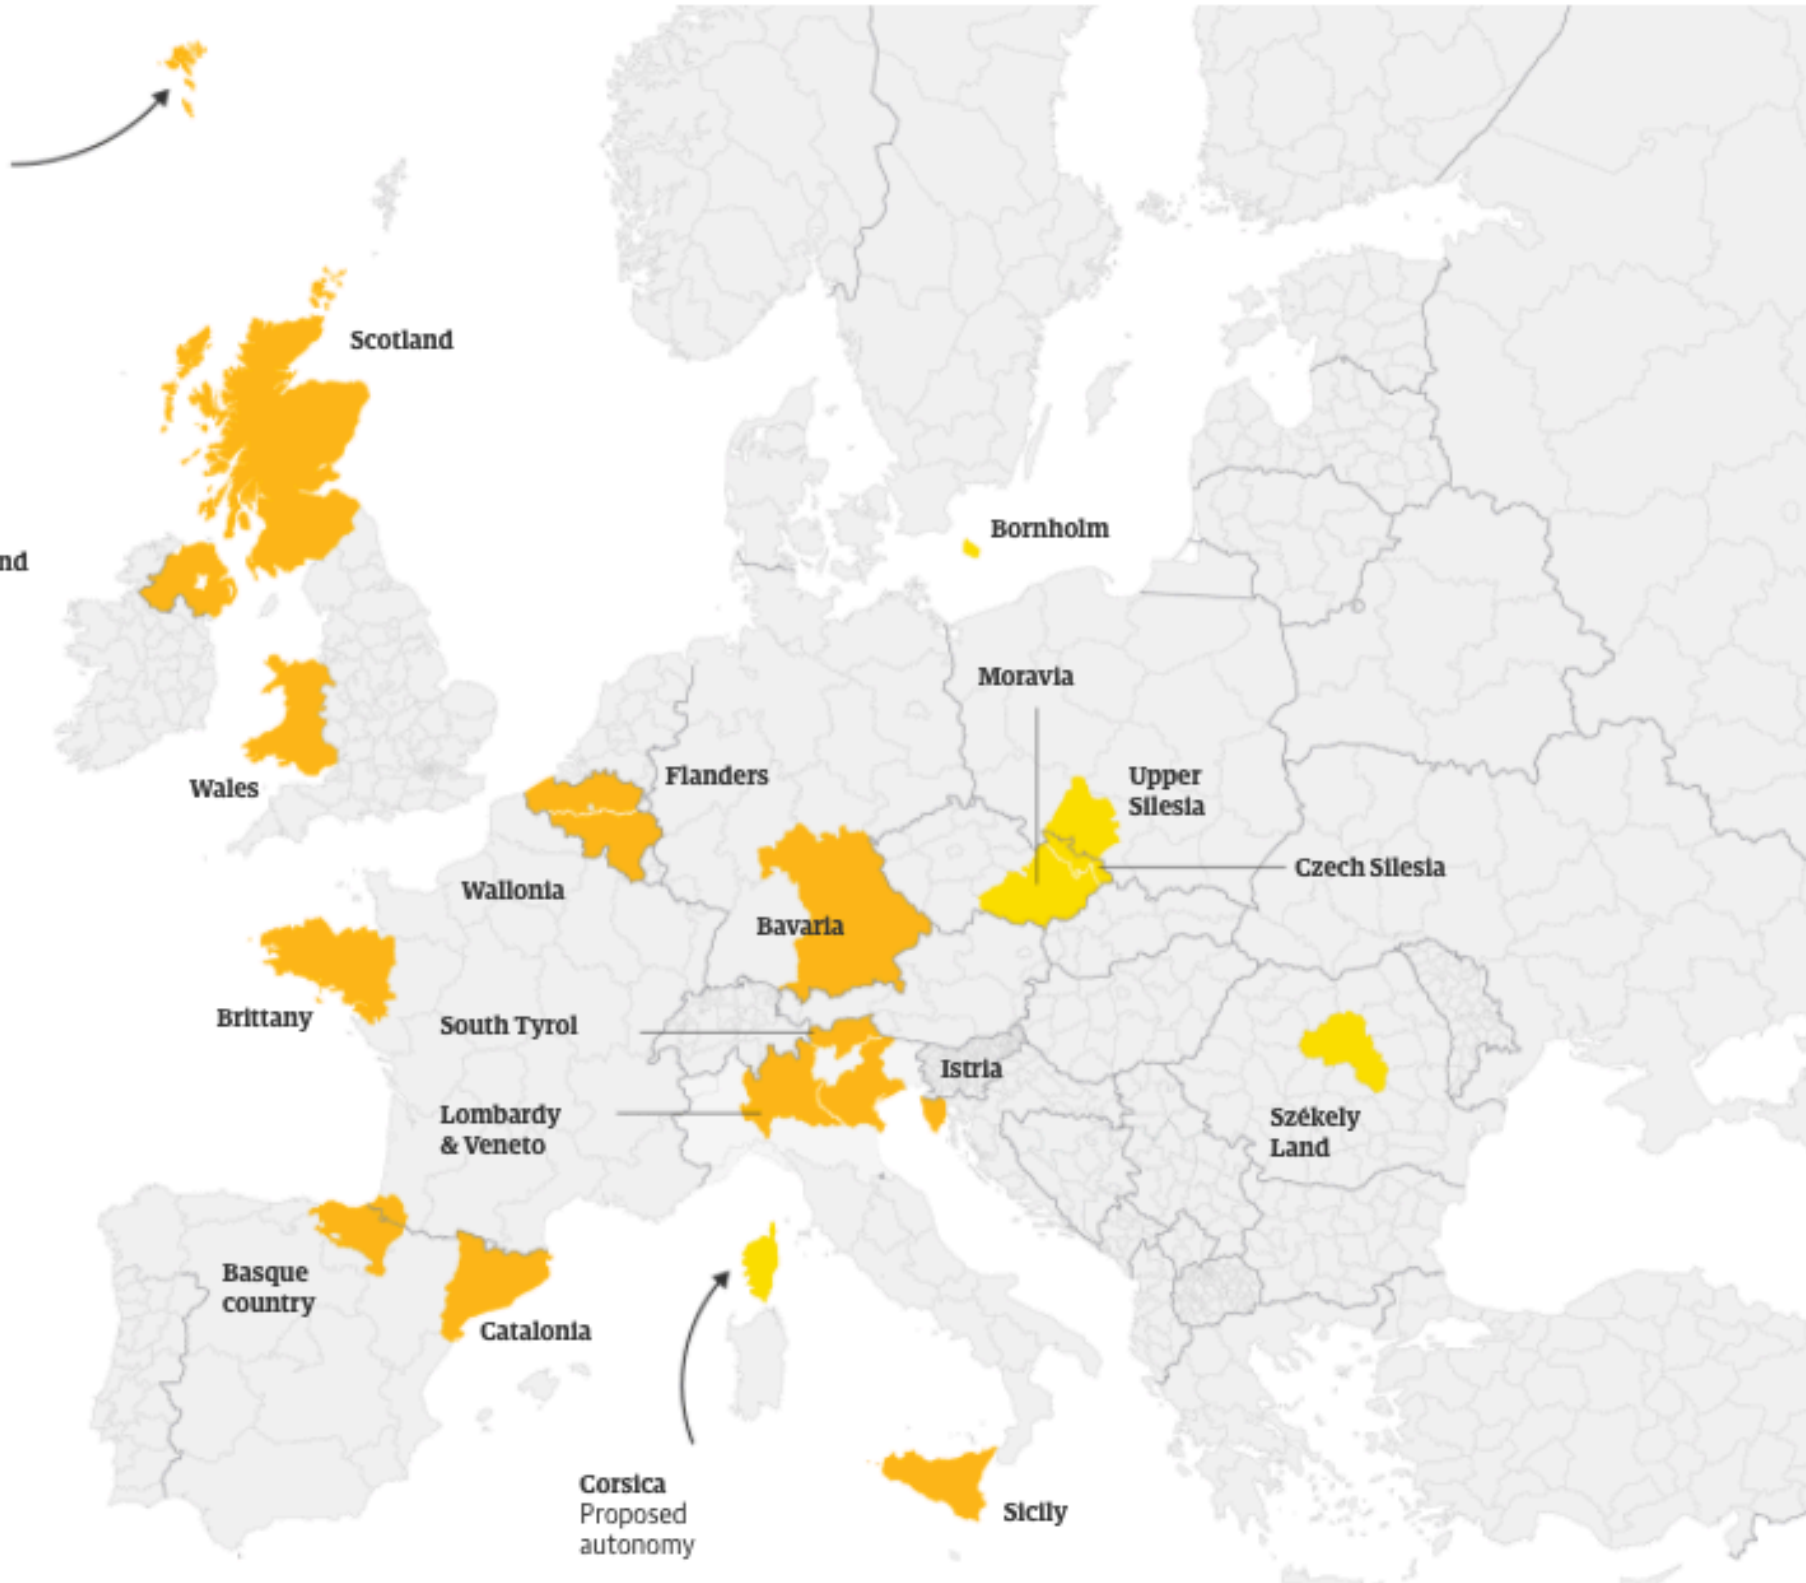 Scotland
Bornholm
nd
Moravia
Flanders
Upper
Silesia
Wales
Czech Silesia
Wallonia
Bavaria
Brittany
South Tyrol
Istria
Lombardy
& Veneto
Székely
Land
Basque
country
Catalonia
Corsica
Proposed
autonomy
Sicily